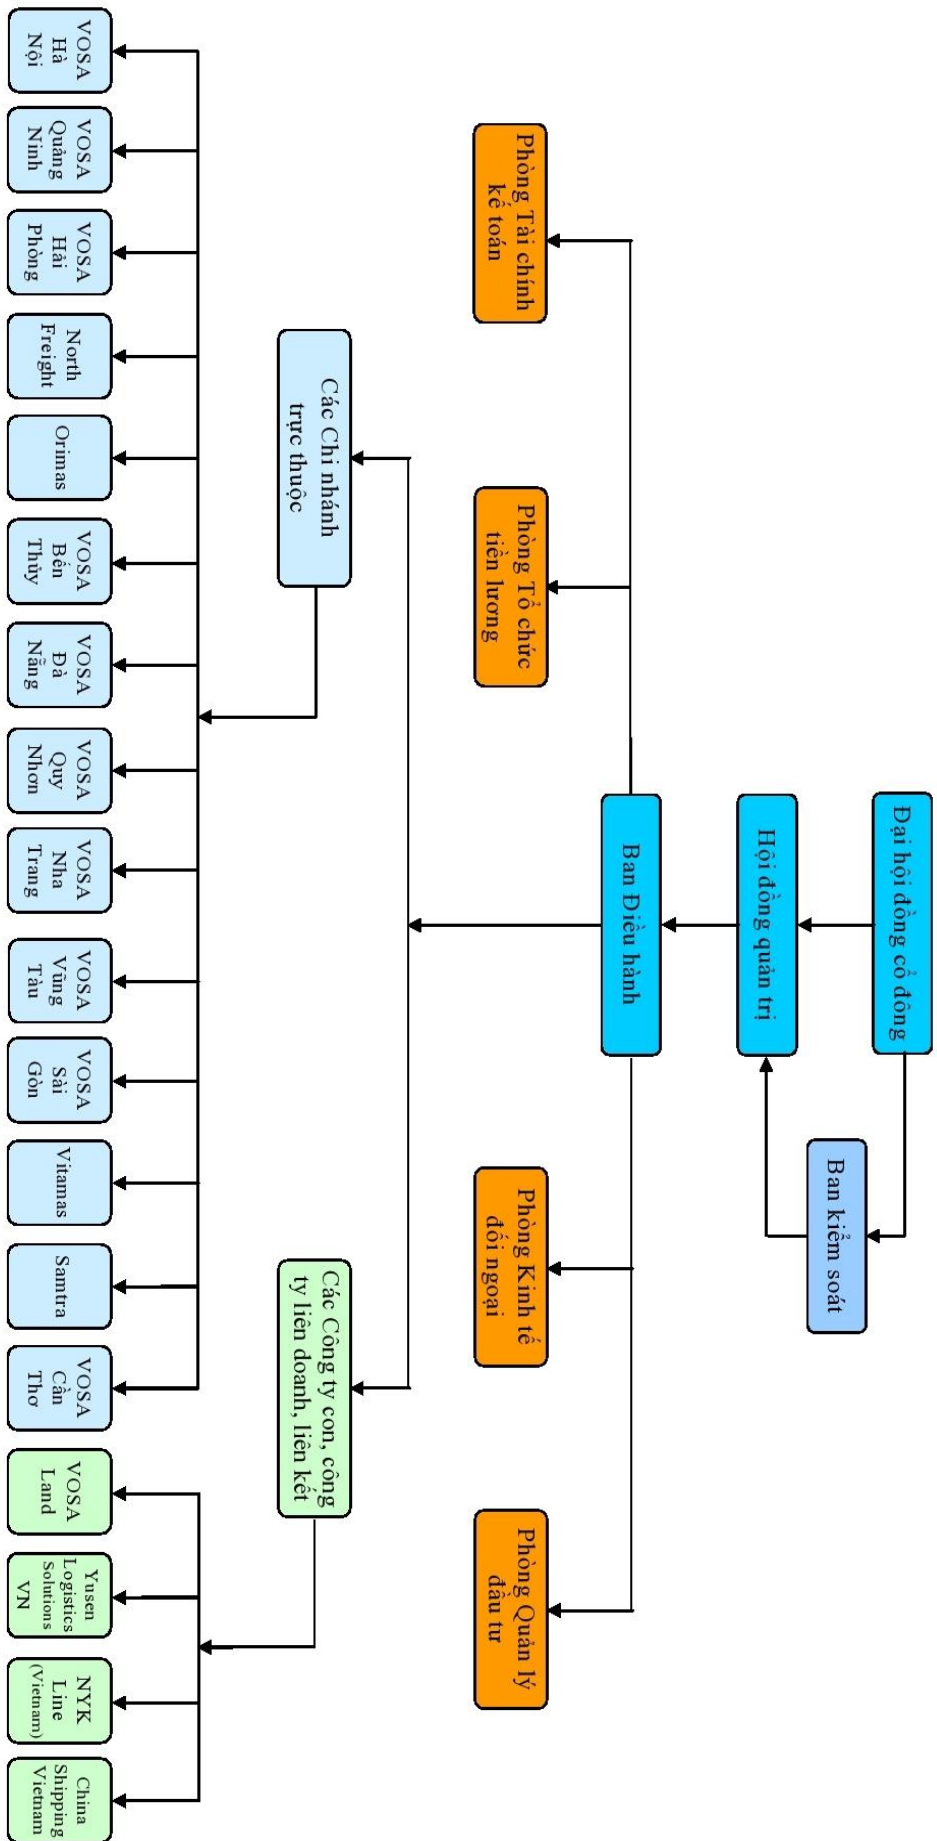 Đại hội đồng cổ đông
Ban kiểm soát
Hội đồng quản trị
Ban Điều hành
Phòng Tài chính
kế toán
Phòng Tổ chức
tiền lương
Phòng Kinh tế
đối ngoại
Phòng Quản lý
đầu tư
Các Chi nhánh
trực thuộc
Các Công ty con, công
ty liên doanh, liên kết
VOSA
Hà
Nội
VOSA
Quảng
Ninh
VOSA
Hải
Phòng
North
Freight
Orimas
VOSA
Bến
Thủy
VOSA
Đà
Nẵng
VOSA
Quy
Nhơn
VOSA
Nha
Trang
VOSA
Vũng
Tàu
VOSA
Sài
Gòn
Vitamas
Samtra
VOSA
Cần
Thơ
VOSA
Land
Yusen
Logistics
Solutions
VN
NYK
Line
(Vietnam)
China
Shipping
Vietnam